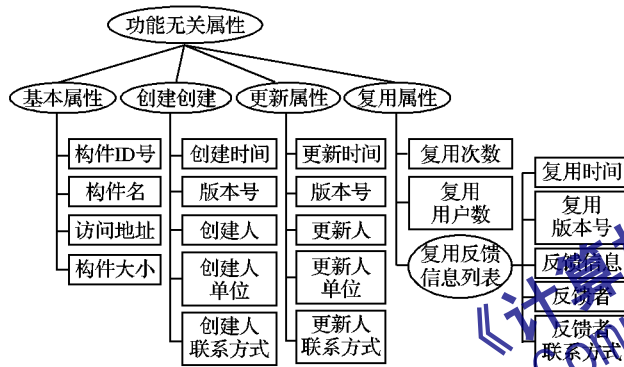 功能无关属性
基本属性
创建创建
更新属性
复用属性
构件ID号
构件名
访问地址
构件大小
创建时间
版本号
创建人
创建人
单位
创建人
联系方式
更新时间
版本号
更新人
更新人
单位
更新人
联系方式
复用次数
复用
用户数
复用反馈
信息列表
复用时间
复用
版本号
反馈信息
反馈者
反馈者
联系方式
《计算
Com